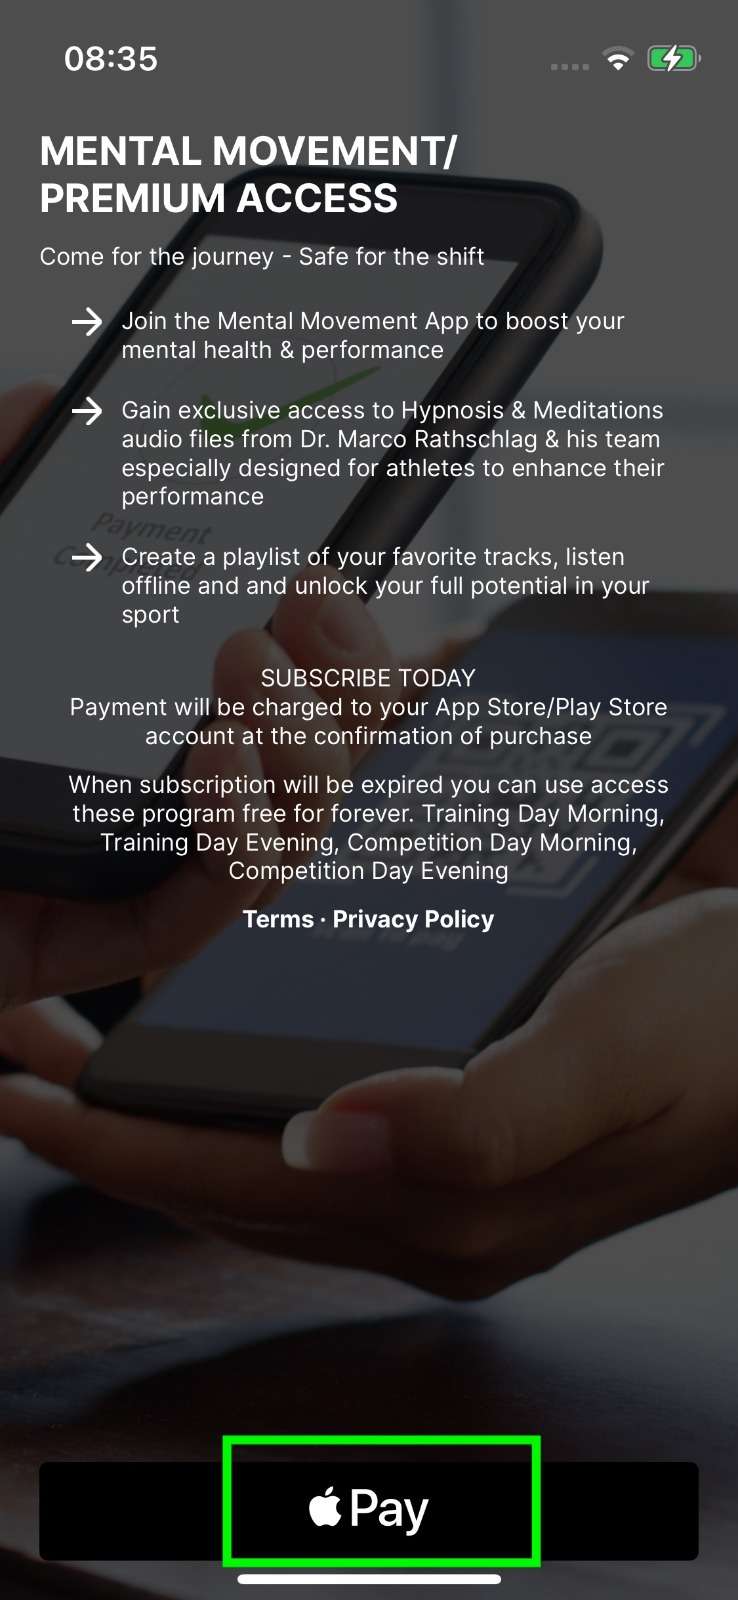 08:35
MENTAL MOVEMENT/
PREMIUM ACCESS
Come for the journey - Safe for the shift
Join the Mental Movement App to boost your
mental health & performance
Gain exclusive access to Hypnosis & Meditations
audio files from Dr. Marco Rathschlag & his team
especially designed for athletes to enhance their
performance
Payment
Completed
Create a playlist of your favorite tracks, listen
offline and and unlock your full potential in your
sport
SUBSCRIBE TODAY
Payment will be charged to your App Store/Play Store
account at the confirmation of purchase
When subscription will be expired you can use access
these program free for forever. Training Day Morning,
Training Day Evening, Competition Day Morning,
Competition Day Evening
Terms · Privacy Policy
Pay